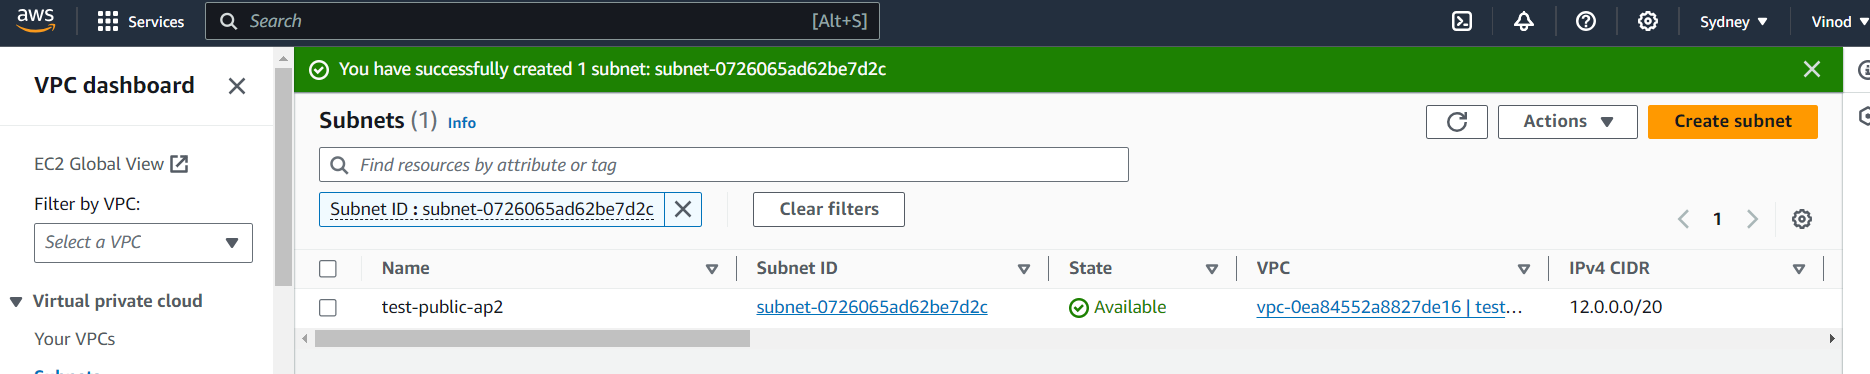 aws
Services
Search
[Alt+S]
Sydney
Vinod
VPC dashboard
EC2 Global View
Filter by VPC:
Select a VPC
Virtual private cloud
Your VPCs
Subnets
You have successfully created 1 subnet: subnet-0726065ad62be7d2c
Subnets (1) Info
Actions
Create subnet
Find resources by attribute or tag
Subnet ID : subnet-0726065ad62be7d2c
Clear filters
1
Name Subnet ID State VPC IPv4 CIDR
test-public-ap2 subnet-0726065ad62be7d2c Available vpc-0ea84552a8827de16 | test… 12.0.0.0/20